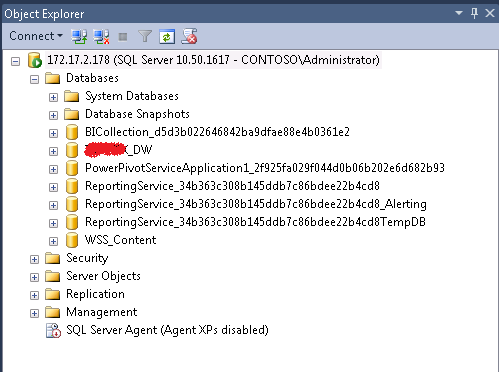 Object Explorer
Connect
172.17.2.178 (SQL Server 10.50.1617 - CONTOSO\Administrator)
Databases
System Databases
Database Snapshots
BICollection_d5d3b022646842ba9dfae88e4b0361e2
_DW
PowerPivotServiceApplication1_2f925fa029f044d0b06b202e6d682b93
ReportingService_34b363c308b145ddb7c86bdee22b4cd8
ReportingService_34b363c308b145ddb7c86bdee22b4cd8_Alerting
ReportingService_34b363c308b145ddb7c86bdee22b4cd8TempDB
WSS_Content
Security
Server Objects
Replication
Management
SQL Server Agent (Agent XPs disabled)